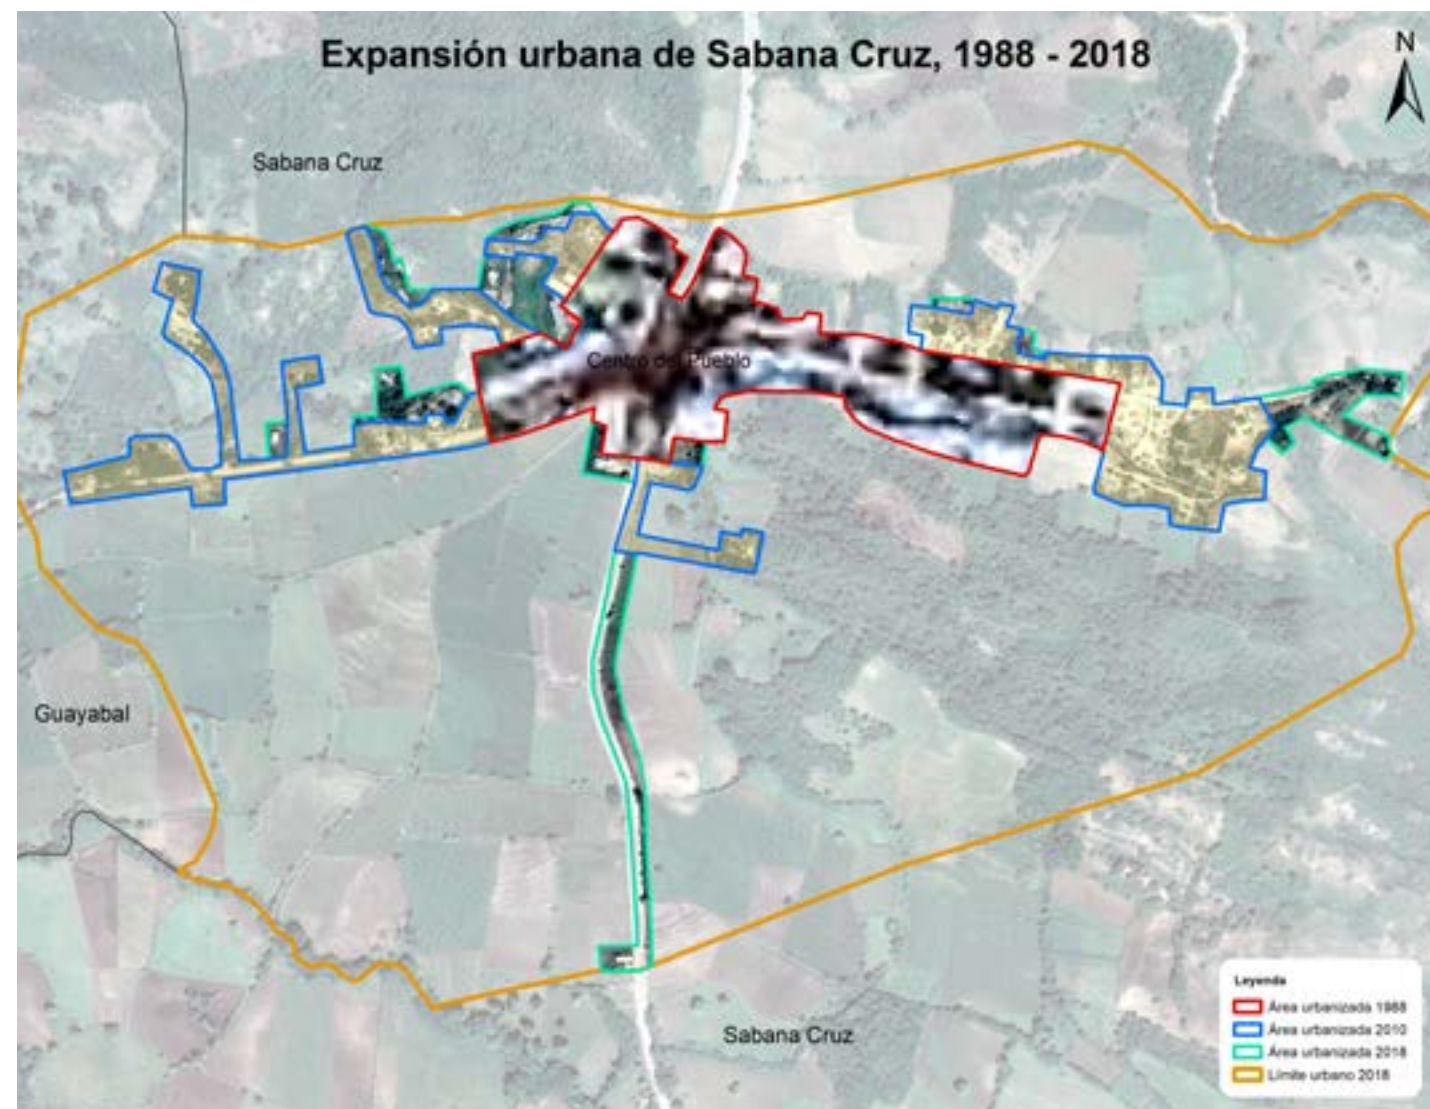 Expansión urbana de Sabana Cruz, 1988 - 2018
N
Sabana Cruz
Centro del Pueblo
Guayabal
Sabana Cruz
Leyenda
Área urbanizada 1988
Área urbanizada 2010
Área urbanizada 2018
Límite urbano 2018